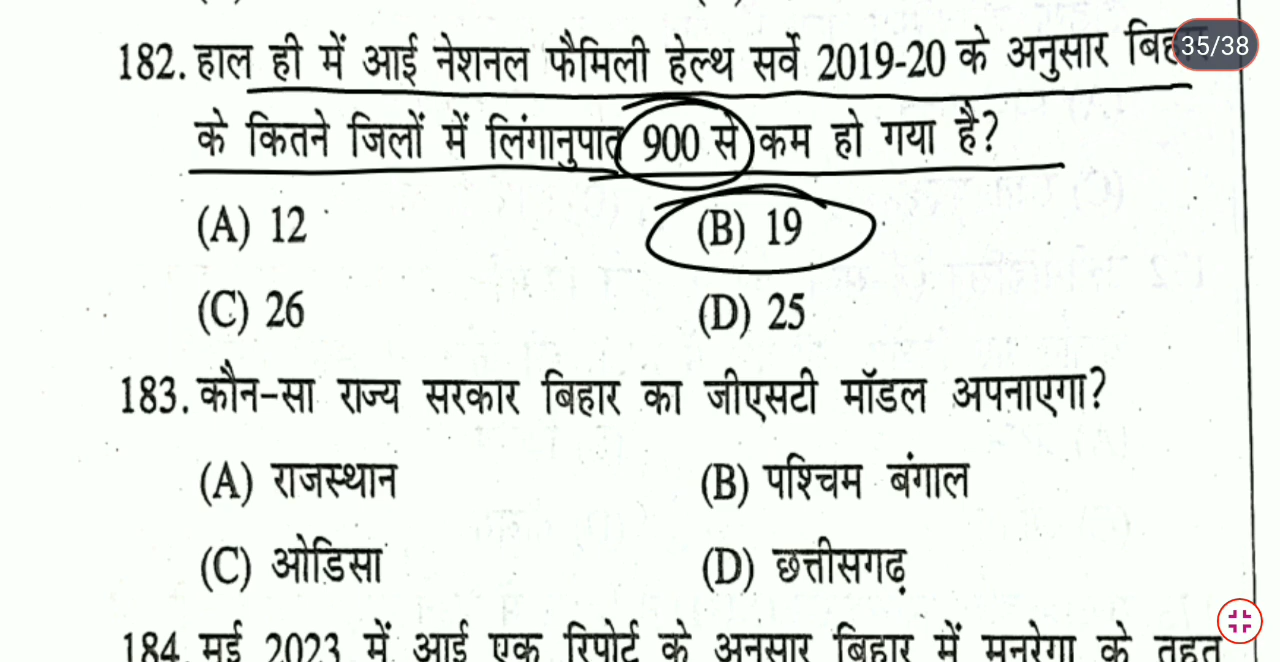 182. हाल ही में आई नेशनल फैमिली हेल्थ सर्वे 2019-20 के अनुसार
35/38
के कितने जिलों में लिंगानुपात 900 से कम हो गया है?
(A) 12 (B) 19
(C) 26 (D) 25
183. कौन-सा राज्य सरकार बिहार का जीएसटी मॉडल अपनाएगा?
(A) राजस्थान (B) पश्चिम बंगाल
(C) ओडिसा (D) छत्तीसगढ़
184. मई 2023 में आई एक रिपोर्ट के अनुसार बिहार में मनरेगा के तहत